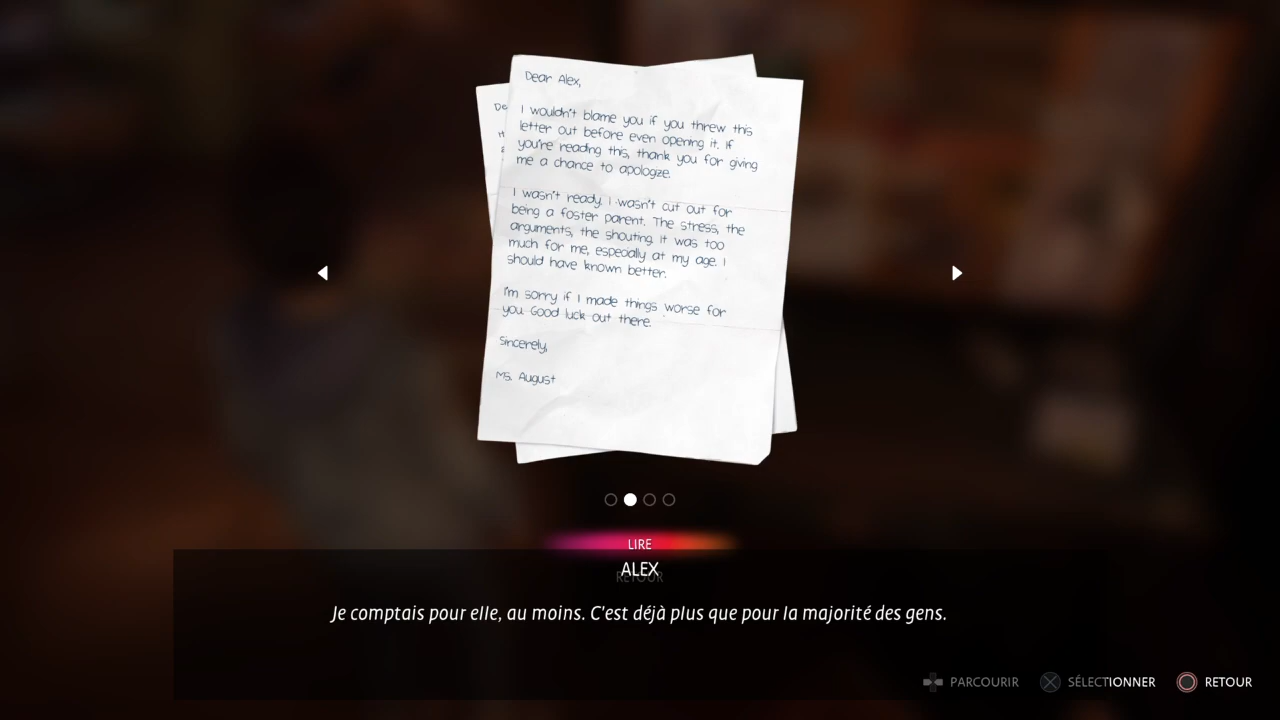 Dear Alex,
I wouldn't blame you if you threw this
letter out before even opening it. If
you're reading this, thank you for giving
me a chance to apologize.
I wasn't ready. I wasn't cut out for
being a foster parent. The stress, the
arguments, the shouting. It was too
much for me, especially at my age. I
should have known better.
I'm sorry if I made things worse for
you. Good luck out there.
Sincerely,
Ms. August
De
LIRE
ALEX
RETOUR
Je comptais pour elle, au moins. C'est déjà plus que pour la majorité des gens.
PARCOURIR
SÉLECTIONNER
RETOUR